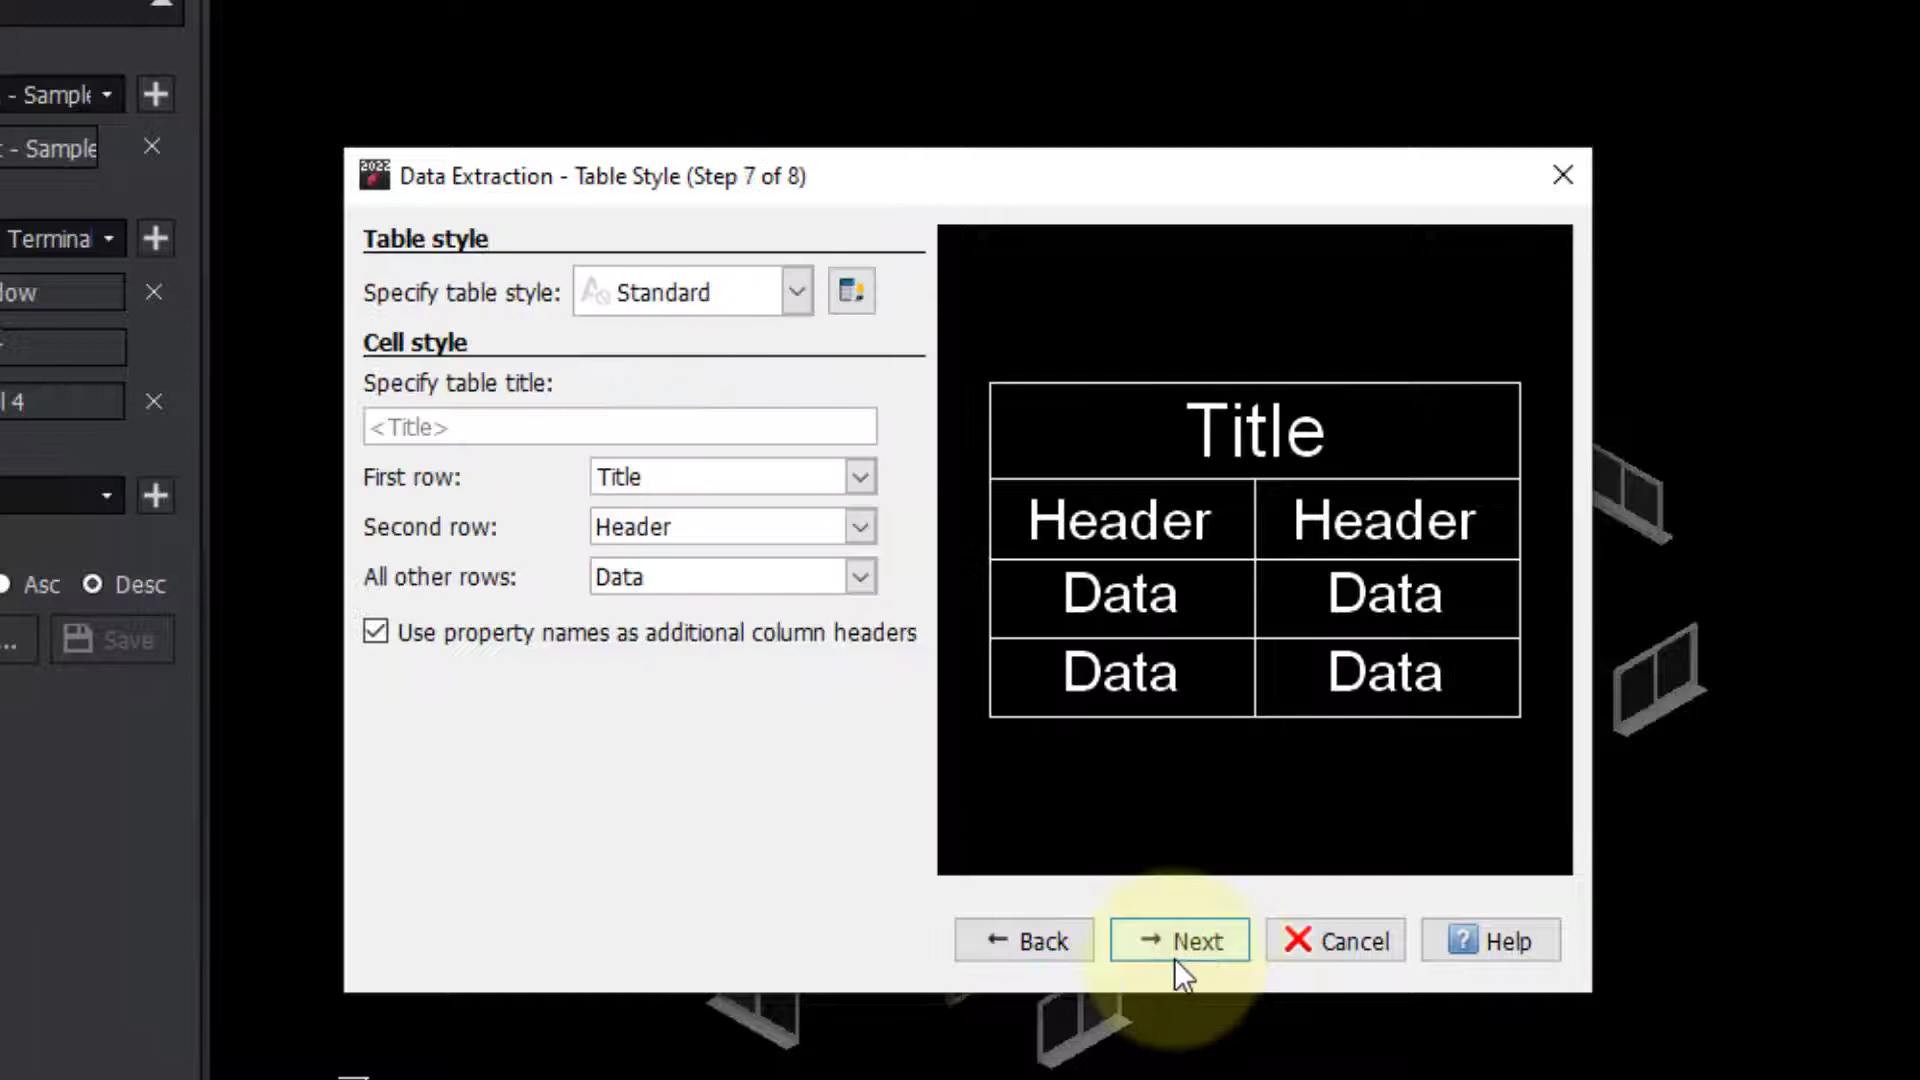 - Sample
- Sample
Terminal
l 4
Asc Desc
... Save
2022
Data Extraction - Table Style (Step 7 of 8)
Table style
Specify table style: Standard
Cell style
Specify table title:
<Title>
First row: Title
Second row: Header
All other rows: Data
Use property names as additional column headers
Title
Header Header
Data Data
Data Data
← Back → Next Cancel ? Help